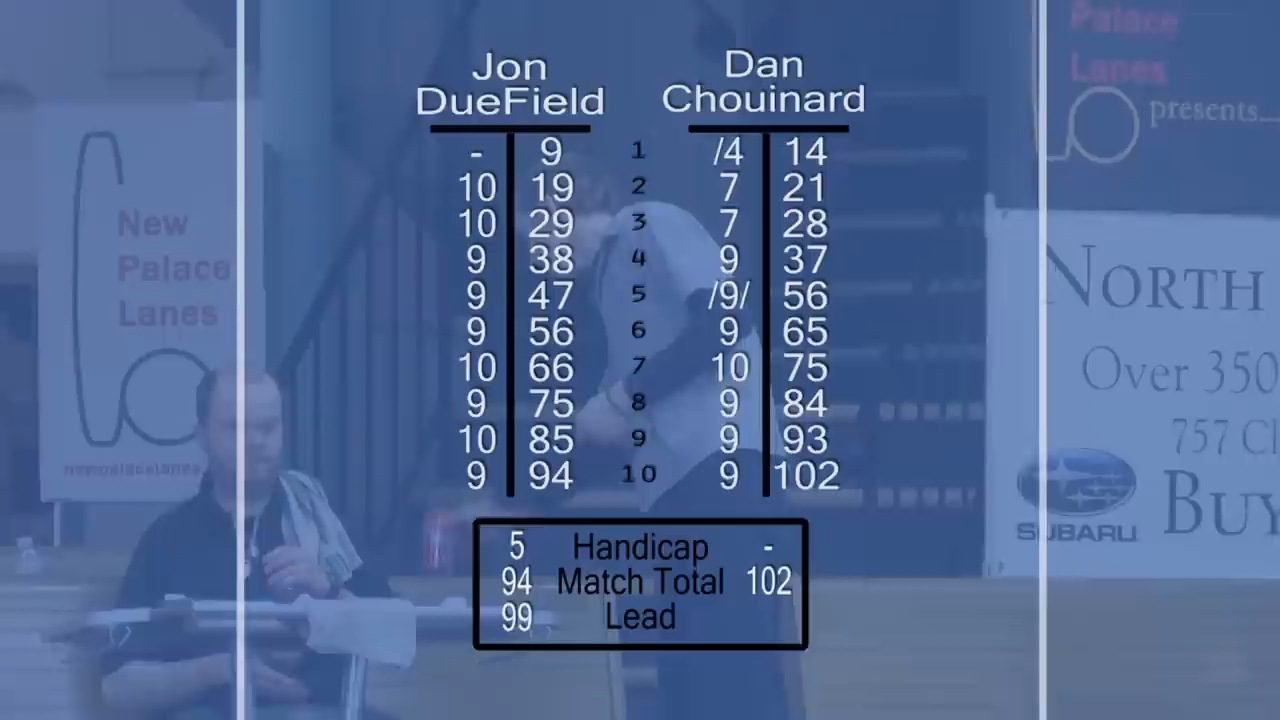 Jon
DueField
Dan
Chouinard
- 9 1 /4 14
10 19 2 7 21
10 29 3 7 28
9 38 4 9 37
9 47 5 /9/ 56
9 56 6 9 65
10 66 7 10 75
9 75 8 9 84
10 85 9 9 93
9 94 10 9 102
5 Handicap -
94 Match Total 102
99 Lead
New
Palace
Lanes
newpalacelanes
Palace
Lanes
presents...
NORTH
Over 350
757 C
SUBARU
BUY